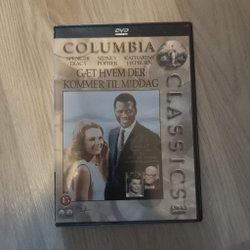 DVD
COLUMBIA
SPENCER TRACY
SIDNEY POITIER
KATHARINE HEPBURN
GÆT HVEM DER
KOMMER TIL MIDDAG
CLASSICS